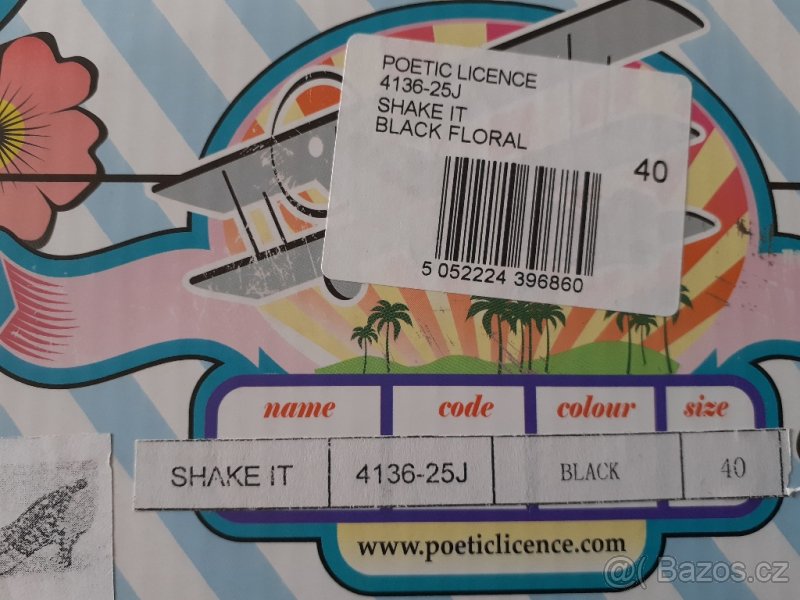 POETIC LICENCE
4136-25J
SHAKE IT
BLACK FLORAL
40
5 052224 396860
name code colour size
SHAKE IT 4136-25J BLACK 40
www.poeticlicence.com
@( Bazos.cz